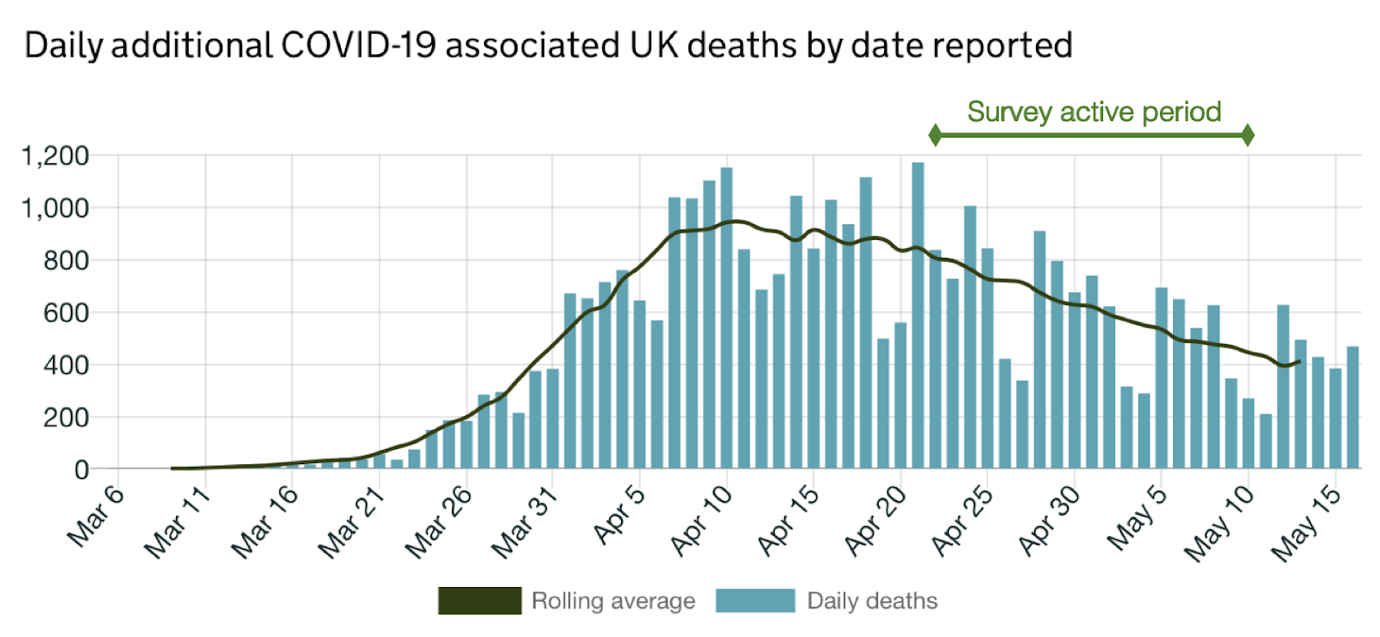 Daily additional COVID-19 associated UK deaths by date reported
Survey active period
1,200
1,000
800
600
400
200
0
Mar 6
Mar 11
Mar 16
Mar 21
Mar 26
Mar 31
Apr 5
Apr 10
Apr 15
Apr 20
Apr 25
Apr 30
May 5
May 10
May 15
Rolling average
Daily deaths